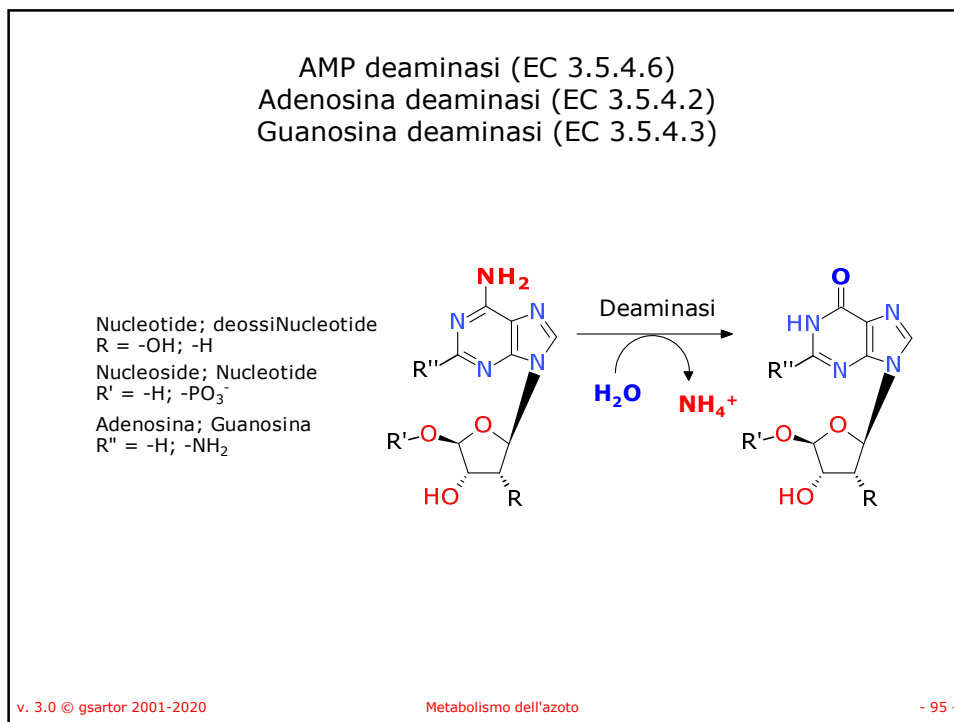 AMP deaminasi (EC 3.5.4.6)
Adenosina deaminasi (EC 3.5.4.2)
Guanosina deaminasi (EC 3.5.4.3)
Nucleotide; deossiNucleotide
R = -OH; -H
Nucleoside; Nucleotide
R' = -H; -PO₃⁻
Adenosina; Guanosina
R" = -H; -NH₂
NH₂
N
N
N
N
R"
R'
O
O
HO
R
Deaminasi
H₂O
NH₄⁺
O
HN
N
N
N
R"
R'
O
O
HO
R
v. 3.0 © gsartor 2001-2020
Metabolismo dell'azoto
- 95 -